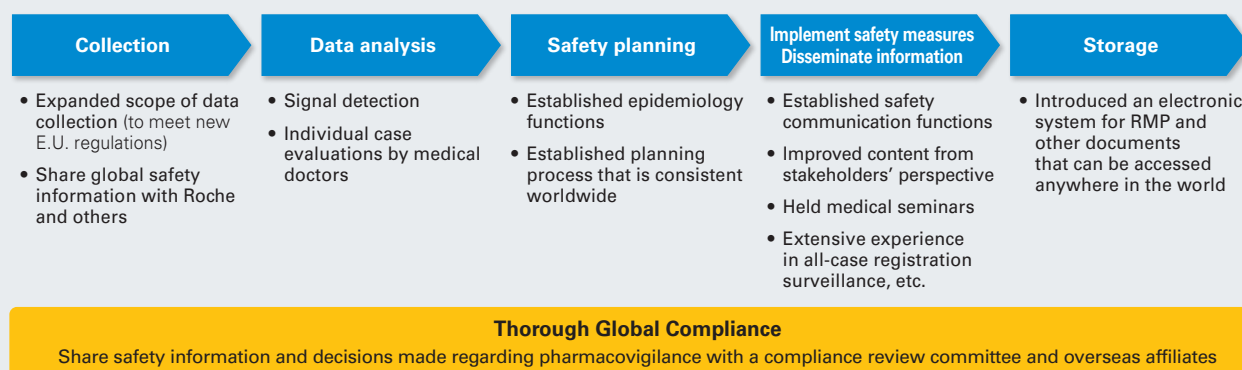 Collection
• Expanded scope of data
collection (to meet new
E.U. regulations)
• Share global safety
information with Roche
and others
Data analysis
• Signal detection
• Individual case
evaluations by medical
doctors
Safety planning
• Established epidemiology
functions
• Established planning
process that is consistent
worldwide
Implement safety measures
Disseminate information
• Established safety
communication functions
• Improved content from
stakeholders’ perspective
• Held medical seminars
• Extensive experience
in all-case registration
surveillance, etc.
Storage
• Introduced an electronic
system for RMP and
other documents
that can be accessed
anywhere in the world
Thorough Global Compliance
Share safety information and decisions made regarding pharmacovigilance with a compliance review committee and overseas affiliates